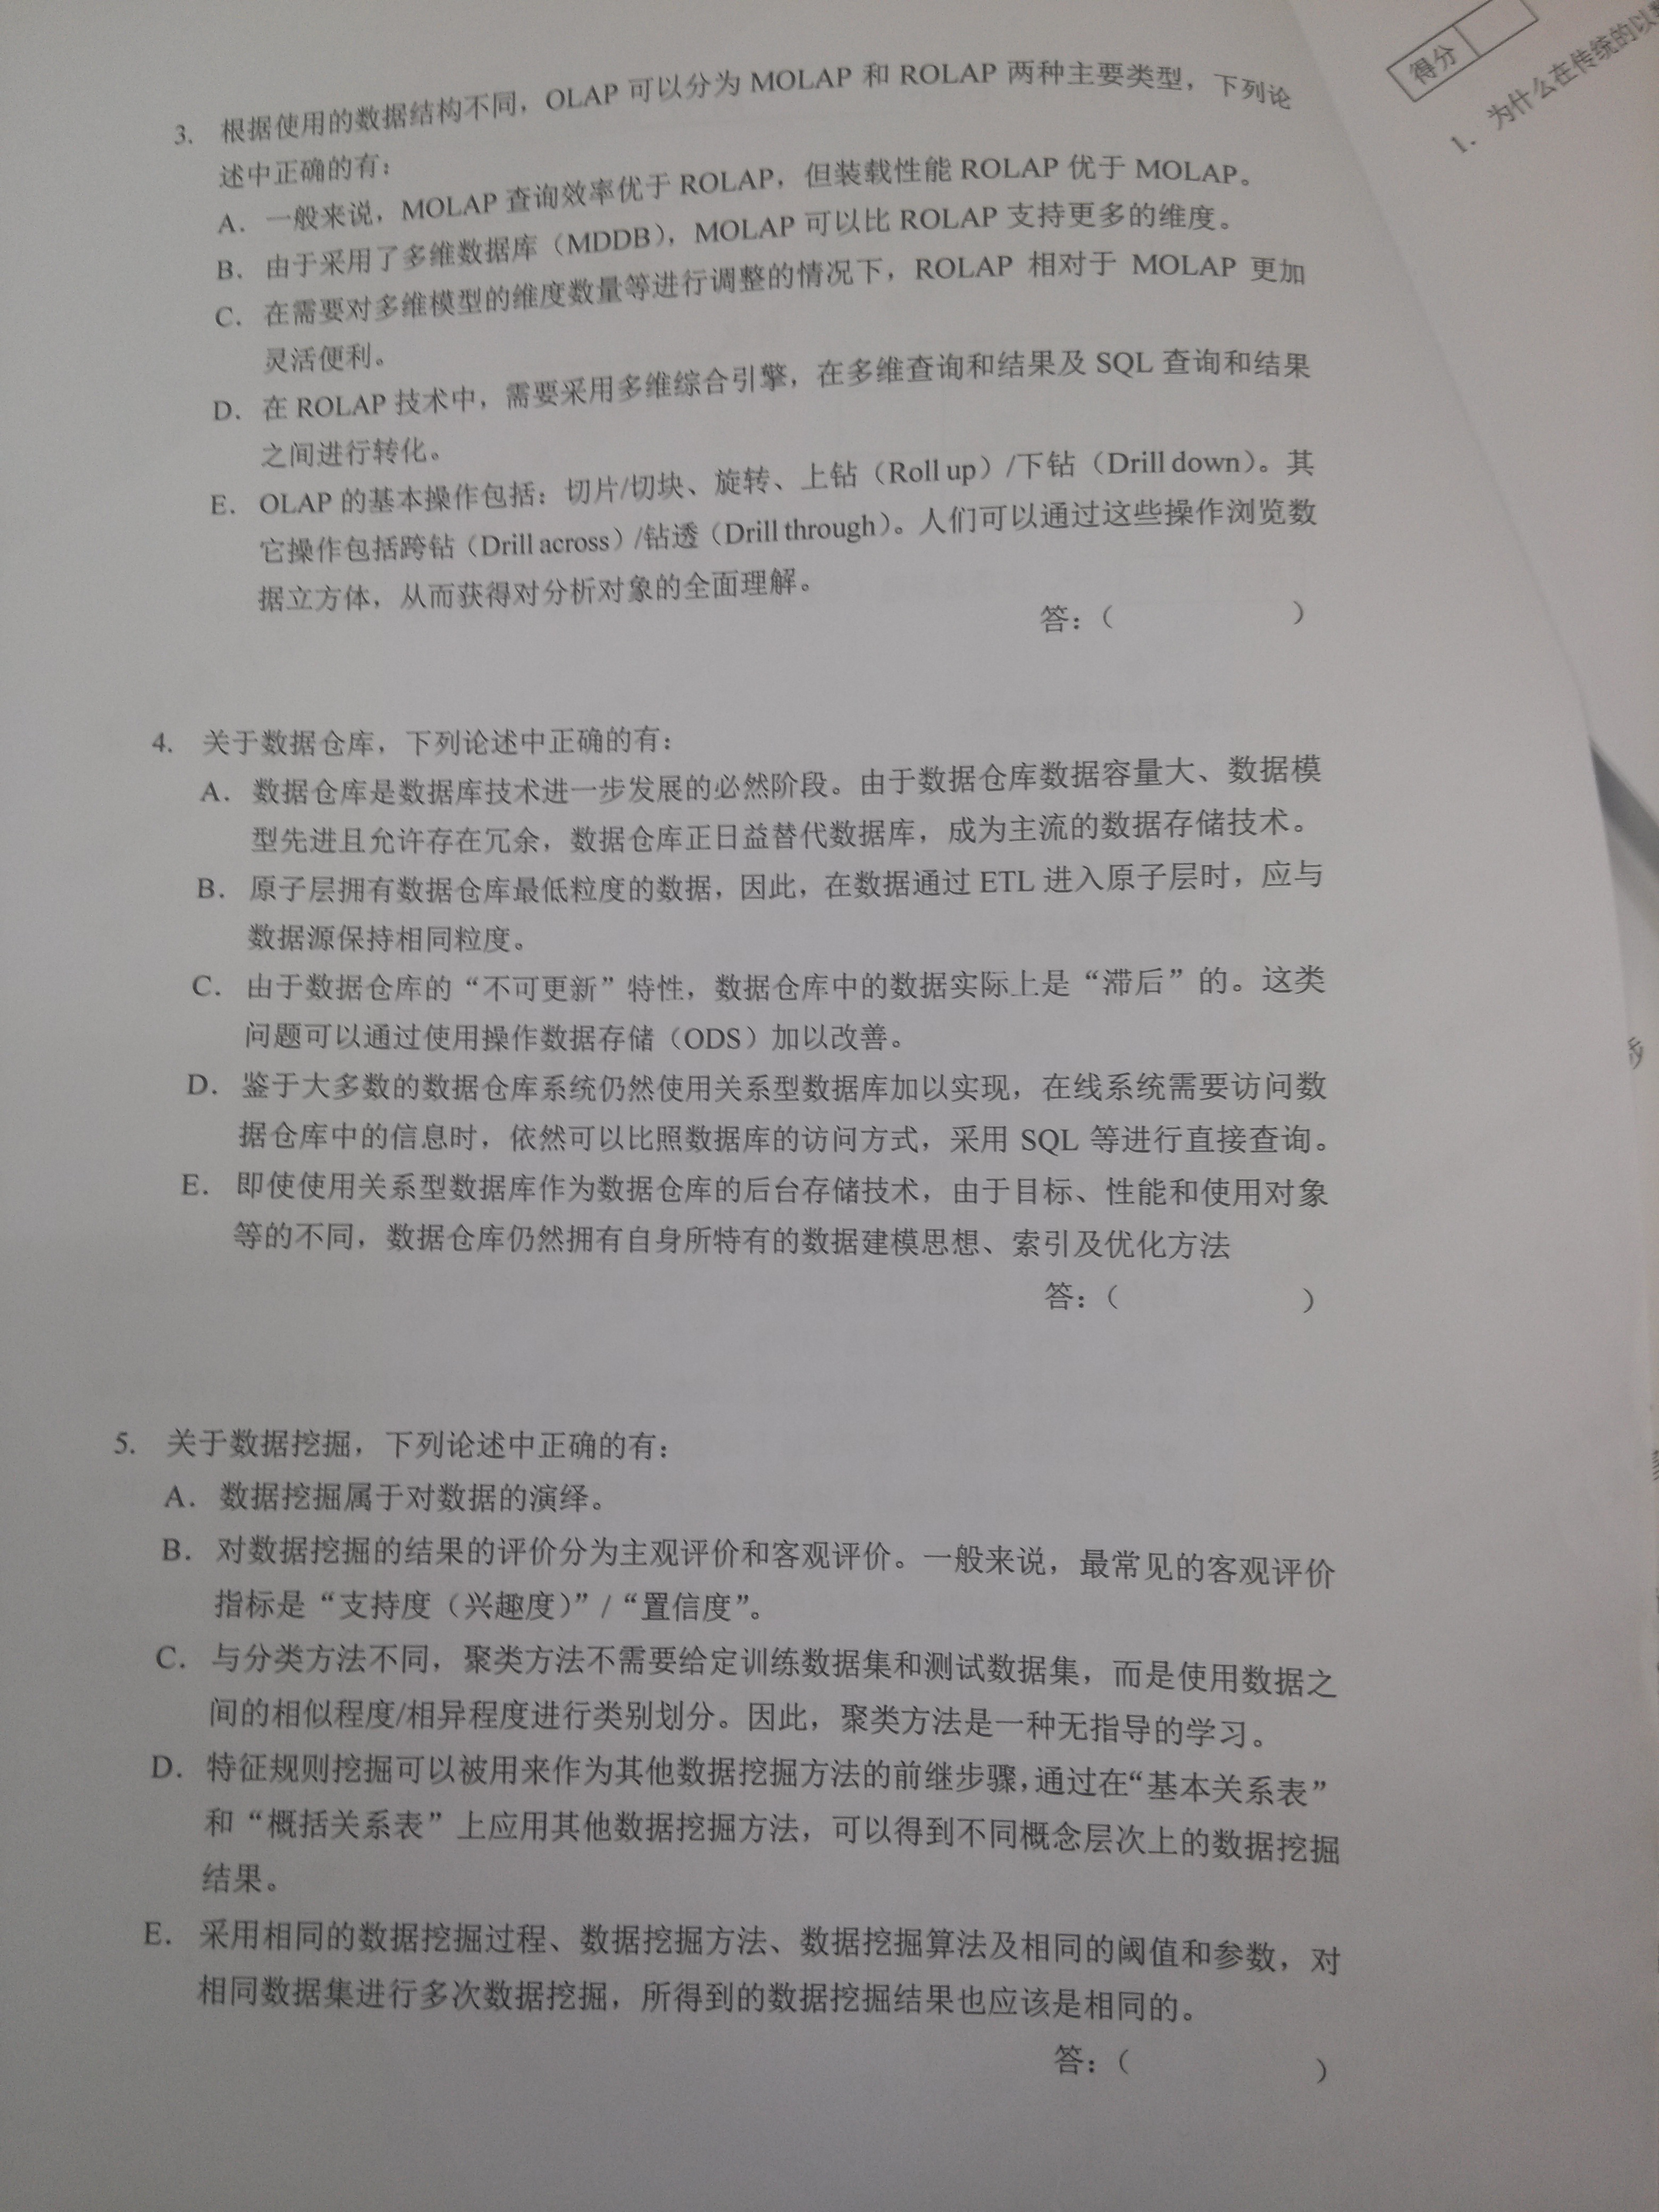 3. 根据使用的数据结构不同，OLAP 可以分为 MOLAP 和 ROLAP 两种主要类型，下列论
述中正确的有：
A. 一般来说，MOLAP 查询效率优于 ROLAP，但装载性能 ROLAP 优于 MOLAP。
B. 由于采用了多维数据库（MDDB），MOLAP 可以比 ROLAP 支持更多的维度。
C. 在需要对多维模型的维度数量等进行调整的情况下，ROLAP 相对于 MOLAP 更加
灵活便利。
D. 在 ROLAP 技术中，需要采用多维综合引擎，在多维查询和结果及 SQL 查询和结果
之间进行转化。
E. OLAP 的基本操作包括：切片/切块、旋转、上钻（Roll up）/下钻（Drill down）。其
它操作包括跨钻（Drill across）/钻透（Drill through）。人们可以通过这些操作浏览数
据立方体，从而获得对分析对象的全面理解。
答：（ ）
4. 关于数据仓库，下列论述中正确的有：
A. 数据仓库是数据库技术进一步发展的必然阶段。由于数据仓库数据容量大、数据模
型先进且允许存在冗余，数据仓库正日益替代数据库，成为主流的数据存储技术。
B. 原子层拥有数据仓库最低粒度的数据，因此，在数据通过 ETL 进入原子层时，应与
数据源保持相同粒度。
C. 由于数据仓库的“不可更新”特性，数据仓库中的数据实际上是“滞后”的。这类
问题可以通过使用操作数据存储（ODS）加以改善。
D. 鉴于大多数的数据仓库系统仍然使用关系型数据库加以实现，在线系统需要访问数
据仓库中的信息时，依然可以比照数据库的访问方式，采用 SQL 等进行直接查询。
E. 即使使用关系型数据库作为数据仓库的后台存储技术，由于目标、性能和使用对象
等的不同，数据仓库仍然拥有自身所特有的数据建模思想、索引及优化方法
答：（ ）
5. 关于数据挖掘，下列论述中正确的有：
A. 数据挖掘属于对数据的演绎。
B. 对数据挖掘的结果的评价分为主观评价和客观评价。一般来说，最常见的客观评价
指标是“支持度（兴趣度）” / “置信度”。
C. 与分类方法不同，聚类方法不需要给定训练数据集和测试数据集，而是使用数据之
间的相似程度/相异程度进行类别划分。因此，聚类方法是一种无指导的学习。
D. 特征规则挖掘可以被用来作为其他数据挖掘方法的前继步骤，通过在“基本关系表”
和“概括关系表”上应用其他数据挖掘方法，可以得到不同概念层次上的数据挖掘
结果。
E. 采用相同的数据挖掘过程、数据挖掘方法、数据挖掘算法及相同的阈值和参数，对
相同数据集进行多次数据挖掘，所得到的数据挖掘结果也应该是相同的。
答：（ ）
得分
1. 为什么在传统的以